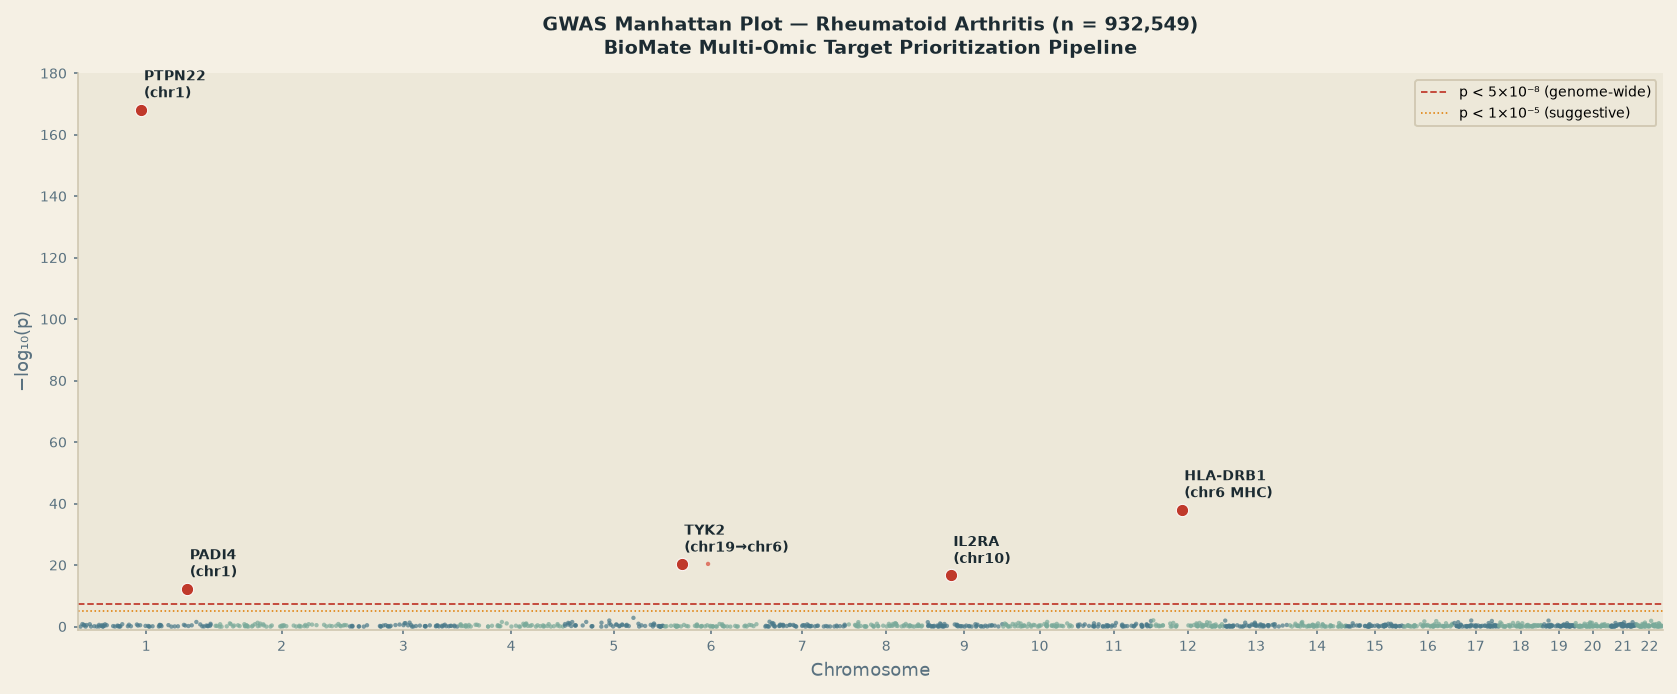 GWAS Manhattan Plot — Rheumatoid Arthritis (n = 932,549)
BioMate Multi-Omic Target Prioritization Pipeline
−log₁₀(p)
180
160
140
120
100
80
60
40
20
0
PTPN22
(chr1)
PADI4
(chr1)
TYK2
(chr19→chr6)
IL2RA
(chr10)
HLA-DRB1
(chr6 MHC)
p < 5×10⁻⁸ (genome-wide)
p < 1×10⁻⁵ (suggestive)
1 2 3 4 5 6 7 8 9 10 11 12 13 14 15 16 17 18 19 20 21 22
Chromosome